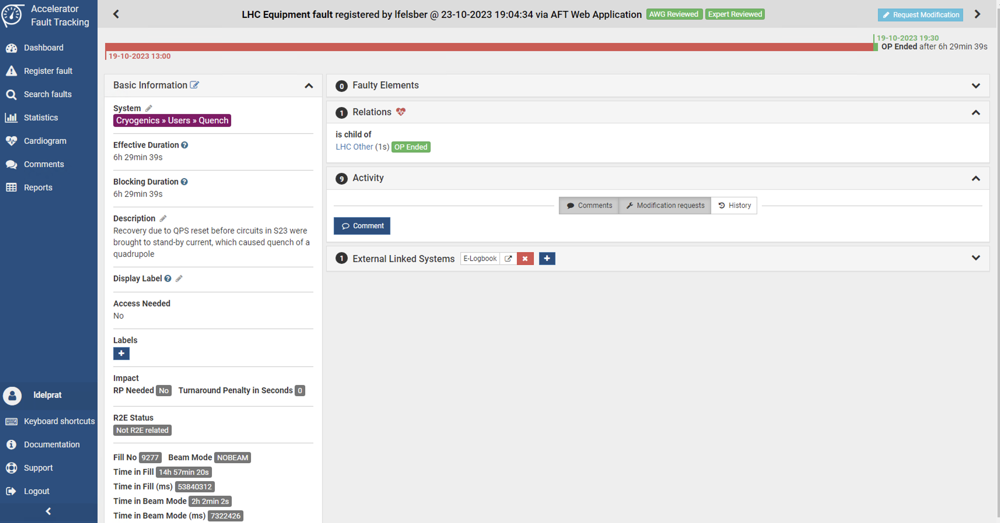 Accelerator
Fault Tracking
Dashboard
Register fault
Search faults
Statistics
Cardiogram
Comments
Reports
ldelprat
Keyboard shortcuts
Documentation
Support
Logout
LHC Equipment fault registered by lfelsber @ 23-10-2023 19:04:34 via AFT Web Application AWG Reviewed Expert Reviewed
Request Modification
19-10-2023 19:30
OP Ended after 6h 29min 39s
19-10-2023 13:00
Basic Information
System
Cryogenics » Users » Quench
Effective Duration
6h 29min 39s
Blocking Duration
6h 29min 39s
Description
Recovery due to QPS reset before circuits in S23 were
brought to stand-by current, which caused quench of a
quadrupole
Display Label
Access Needed
No
Labels
Impact
RP Needed No Turnaround Penalty in Seconds 0
R2E Status
Not R2E related
Fill No 9277 Beam Mode NOBEAM
Time in Fill 14h 57min 20s
Time in Fill (ms) 53840312
Time in Beam Mode 2h 2min 2s
Time in Beam Mode (ms) 7322426
0 Faulty Elements
1 Relations
is child of
LHC Other (1s) OP Ended
9 Activity
Comments Modification requests History
Comment
1 External Linked Systems E-Logbook